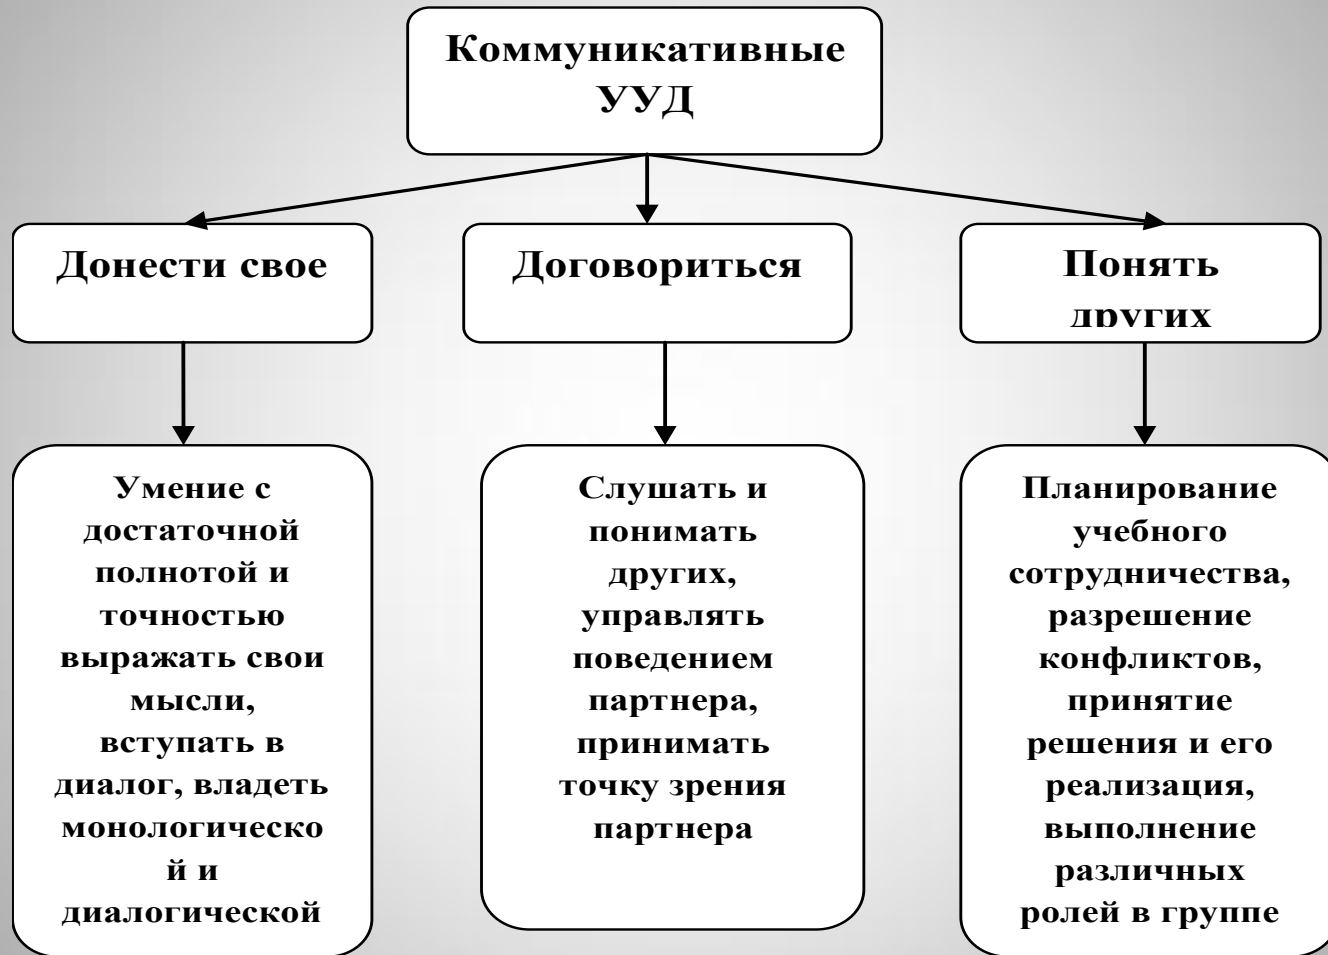 Коммуникативные
УУД
Донести свое
Договориться
Понять
других
Умение с
достаточной
полнотой и
точностью
выражать свои
мысли,
вступать в
диалог, владеть
монологическо
й и
диалогической
Слушать и
понимать
других,
управлять
поведением
партнера,
принимать
точку зрения
партнера
Планирование
учебного
сотрудничества,
разрешение
конфликтов,
принятие
решения и его
реализация,
выполнение
различных
ролей в группе